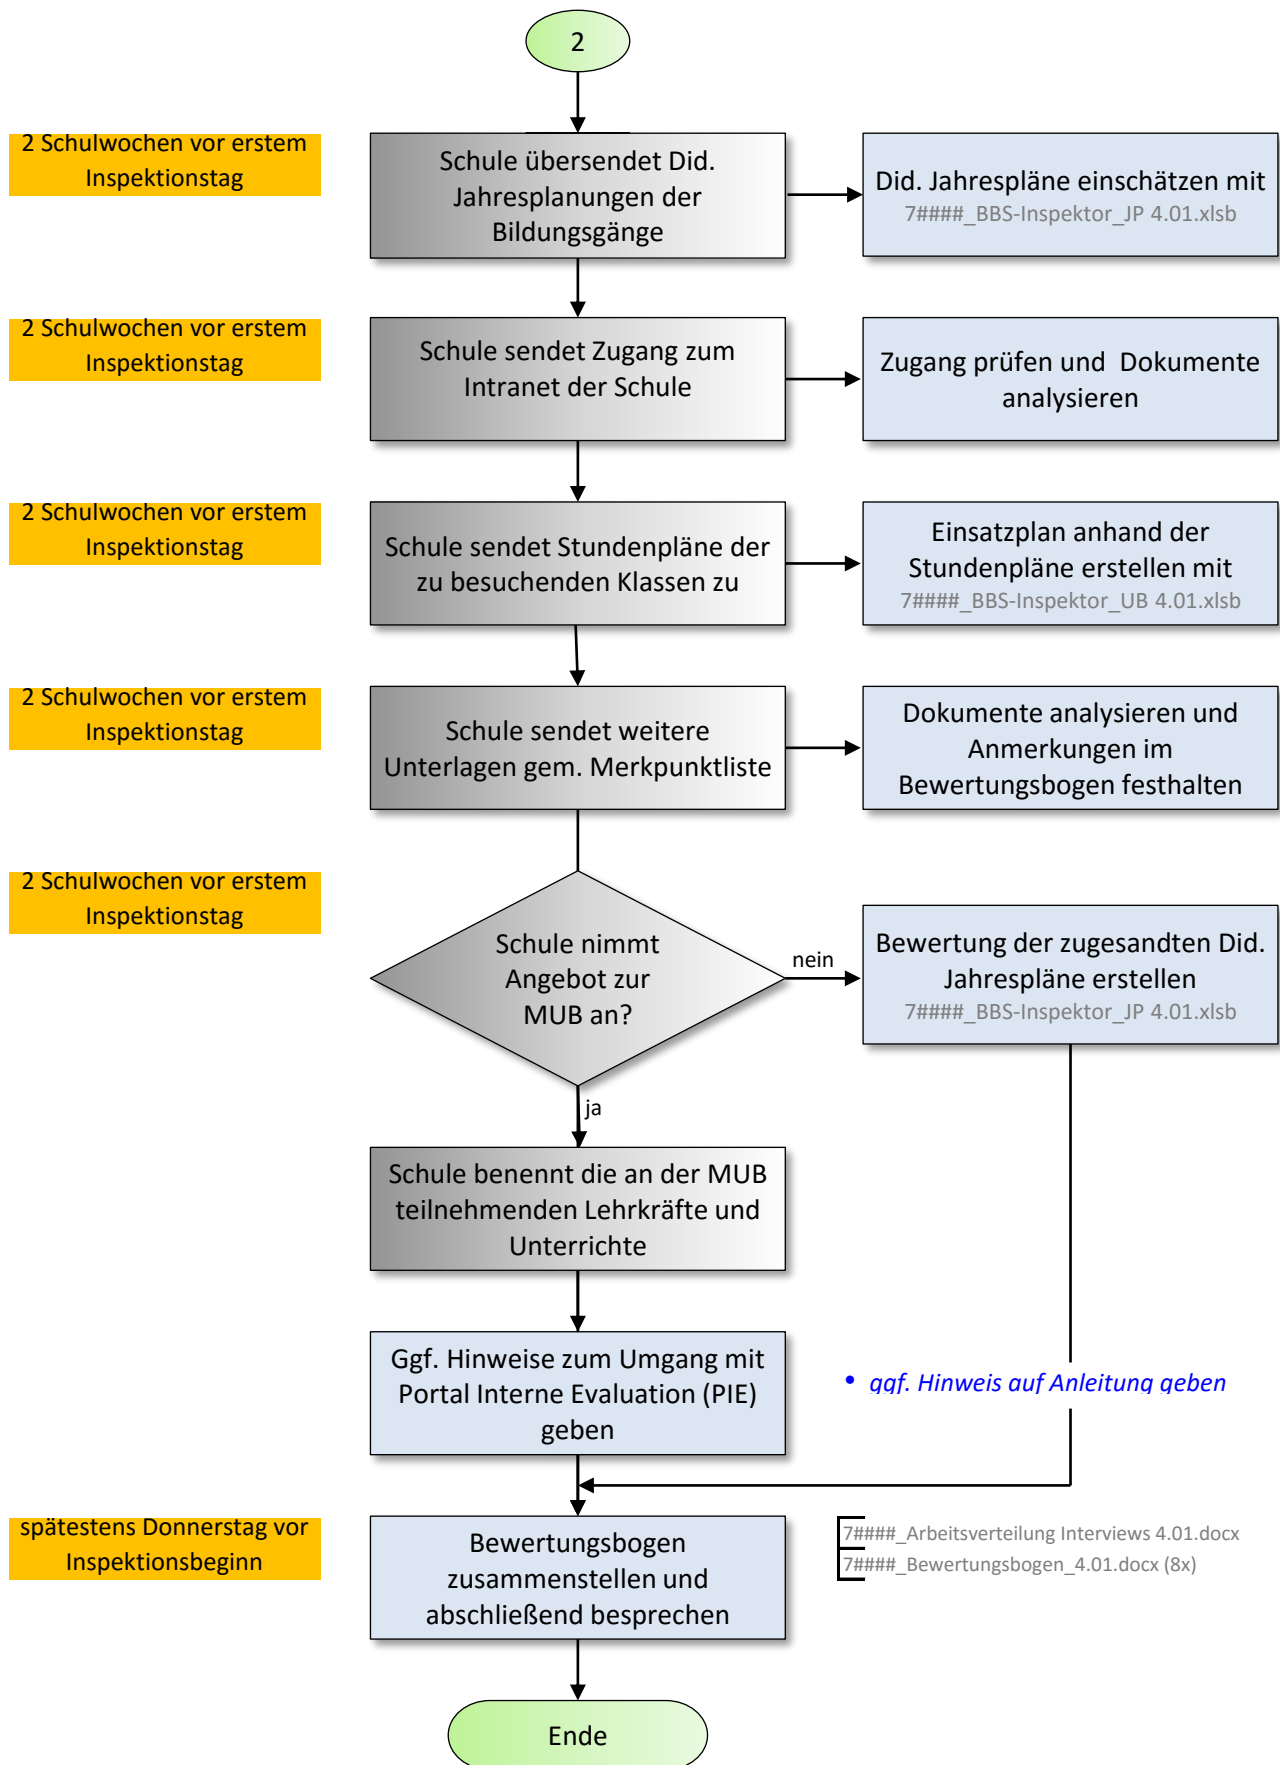 2
2 Schulwochen vor erstem
Inspektionstag
Schule übersendet Did.
Jahresplanungen der
Bildungsgänge
Did. Jahrespläne einschätzen mit
7####_BBS-Inspektor_JP 4.01.xlsb
2 Schulwochen vor erstem
Inspektionstag
Schule sendet Zugang zum
Intranet der Schule
Zugang prüfen und Dokumente
analysieren
2 Schulwochen vor erstem
Inspektionstag
Schule sendet Stundenpläne der
zu besuchenden Klassen zu
Einsatzplan anhand der
Stundenpläne erstellen mit
7####_BBS-Inspektor_UB 4.01.xlsb
2 Schulwochen vor erstem
Inspektionstag
Schule sendet weitere
Unterlagen gem. Merkpunktliste
Dokumente analysieren und
Anmerkungen im
Bewertungsbogen festhalten
2 Schulwochen vor erstem
Inspektionstag
Schule nimmt
Angebot zur
MUB an?
nein
Bewertung der zugesandten Did.
Jahrespläne erstellen
7####_BBS-Inspektor_JP 4.01.xlsb
ja
Schule benennt die an der MUB
teilnehmenden Lehrkräfte und
Unterrichte
Ggf. Hinweise zum Umgang mit
Portal Interne Evaluation (PIE)
geben
• ggf. Hinweis auf Anleitung geben
spätestens Donnerstag vor
Inspektionsbeginn
Bewertungsbogen
zusammenstellen und
abschließend besprechen
7####_Arbeitsverteilung Interviews 4.01.docx
7####_Bewertungsbogen_4.01.docx (8x)
Ende